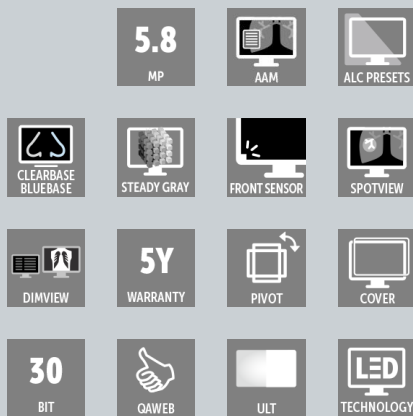 5.8
MP
AAM
ALC PRESETS
CLEARBASE
BLUEBASE
STEADY GRAY
FRONT SENSOR
SPOTVIEW
DIMVIEW
5Y
WARRANTY
PIVOT
COVER
30
BIT
QAWEB
ULT
LED
TECHNOLOGY